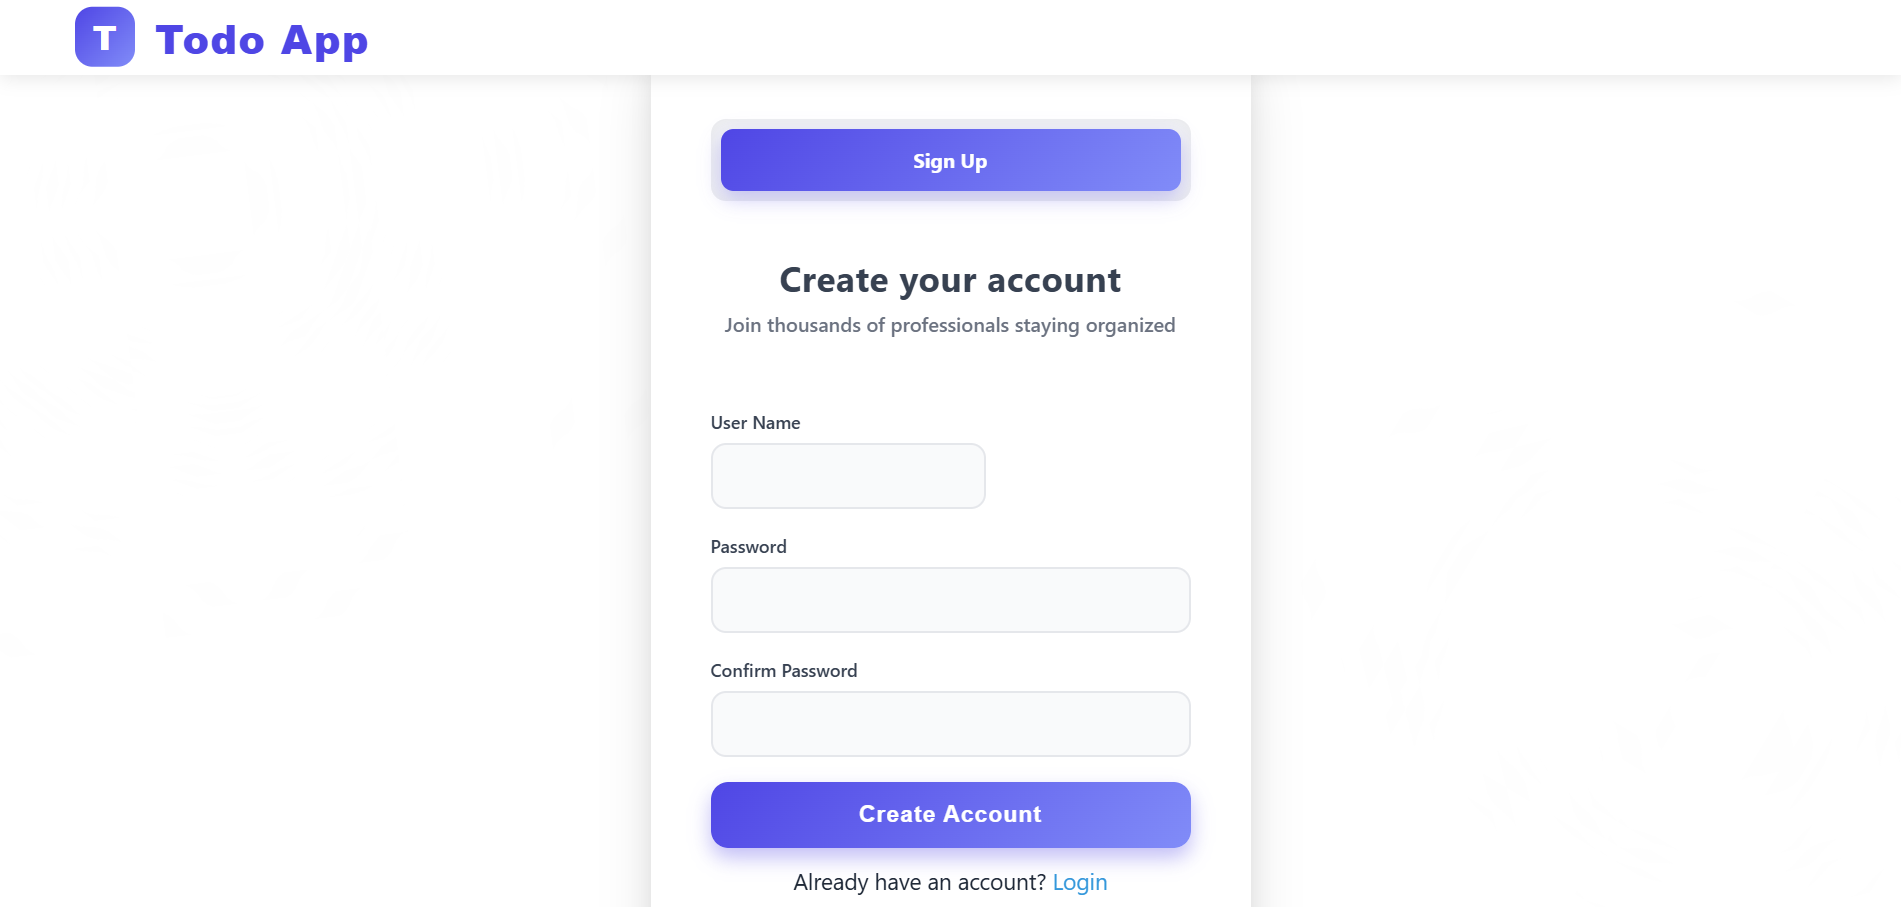 T Todo App
Sign Up
Create your account
Join thousands of professionals staying organized
User Name
Password
Confirm Password
Create Account
Already have an account? Login